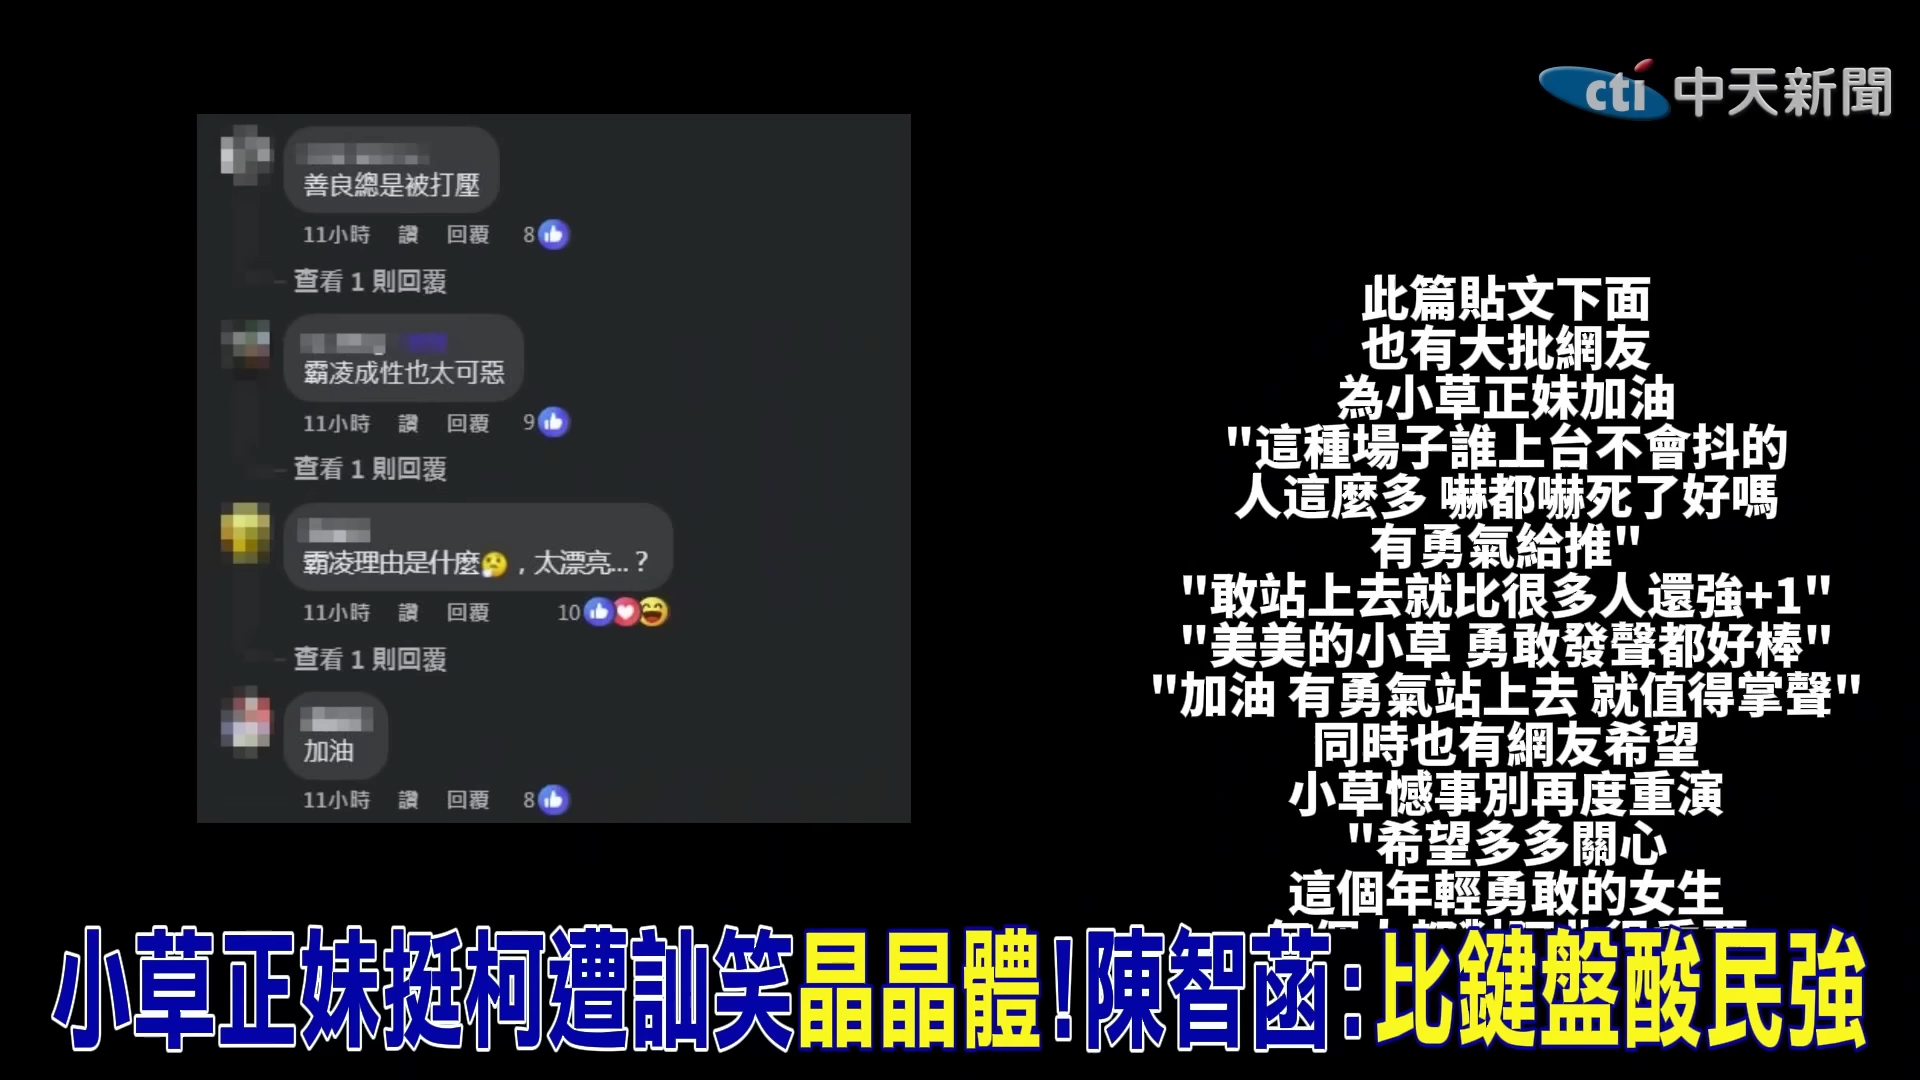 cti 中天新聞
善良總是被打壓
11小時 讚 回覆 8
查看 1 則回覆
霸凌成性也太可惡
11小時 讚 回覆 9
查看 1 則回覆
霸凌理由是什麼🤔，太漂亮...？
11小時 讚 回覆 10
查看 1 則回覆
加油
11小時 讚 回覆 8
此篇貼文下面
也有大批網友
為小草正妹加油
"這種場子誰上台不會抖的
人這麼多 嚇都嚇死了好嗎
有勇氣給推"
"敢站上去就比很多人還強+1"
"美美的小草 勇敢發聲都好棒"
"加油 有勇氣站上去 就值得掌聲"
同時也有網友希望
小草憾事別再度重演
"希望多多關心
這個年輕勇敢的女生
小草正妹挺柯遭訕笑晶晶體!陳智菡:比鍵盤酸民強